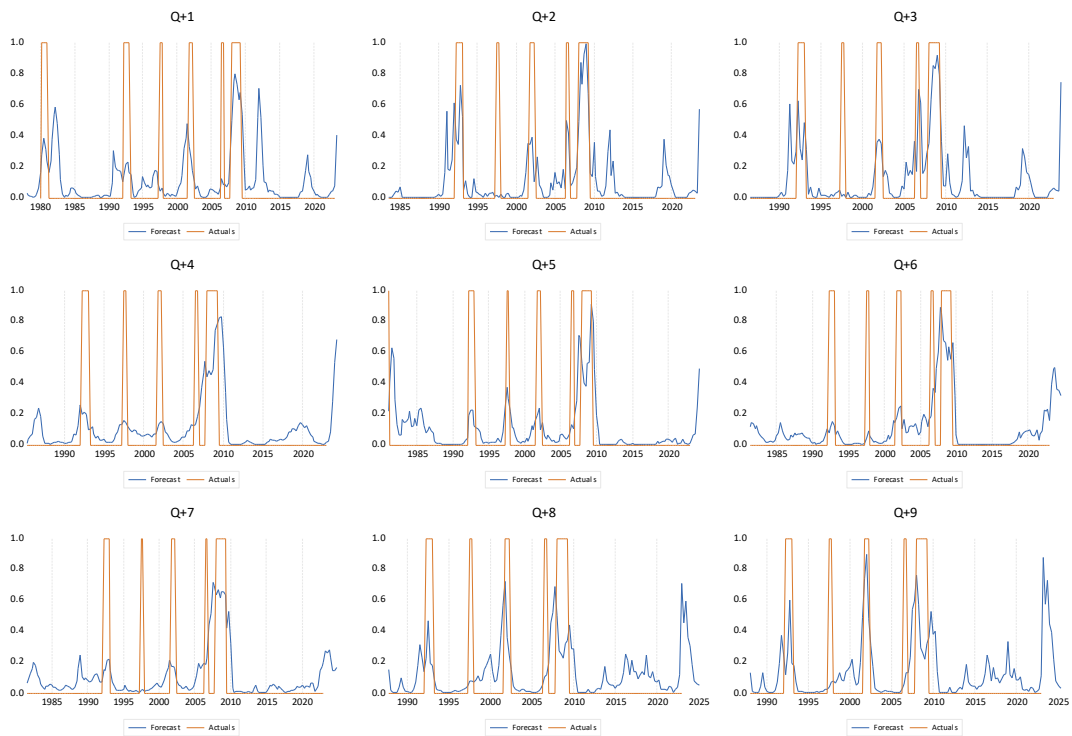 Q+1
Q+2
Q+3
1.0 0.8 0.6 0.4 0.2 0.0
1980 1985 1990 1995 2000 2005 2010 2015 2020
Forecast Actuals
1.0 0.8 0.6 0.4 0.2 0.0
1985 1990 1995 2000 2005 2010 2015 2020
Forecast Actuals
1.0 0.8 0.6 0.4 0.2 0.0
1990 1995 2000 2005 2010 2015 2020
Forecast Actuals
Q+4
Q+5
Q+6
1.0 0.8 0.6 0.4 0.2 0.0
1990 1995 2000 2005 2010 2015 2020
Forecast Actuals
1.0 0.8 0.6 0.4 0.2 0.0
1985 1990 1995 2000 2005 2010 2015 2020
Forecast Actuals
1.0 0.8 0.6 0.4 0.2 0.0
1985 1990 1995 2000 2005 2010 2015 2020
Forecast Actuals
Q+7
Q+8
Q+9
1.0 0.8 0.6 0.4 0.2 0.0
1985 1990 1995 2000 2005 2010 2015 2020
Forecast Actuals
1.0 0.8 0.6 0.4 0.2 0.0
1990 1995 2000 2005 2010 2015 2020 2025
Forecast Actuals
1.0 0.8 0.6 0.4 0.2 0.0
1990 1995 2000 2005 2010 2015 2020 2025
Forecast Actuals